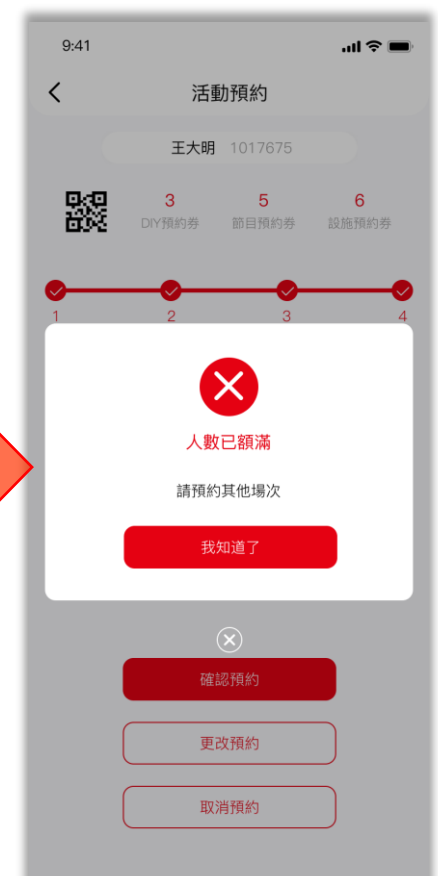 9:41
活動預約
王大明 1017675
3 5 6
DIY預約券 節目預約券 設施預約券
1 2 3 4
人數已額滿
請預約其他場次
我知道了
確認預約
更改預約
取消預約